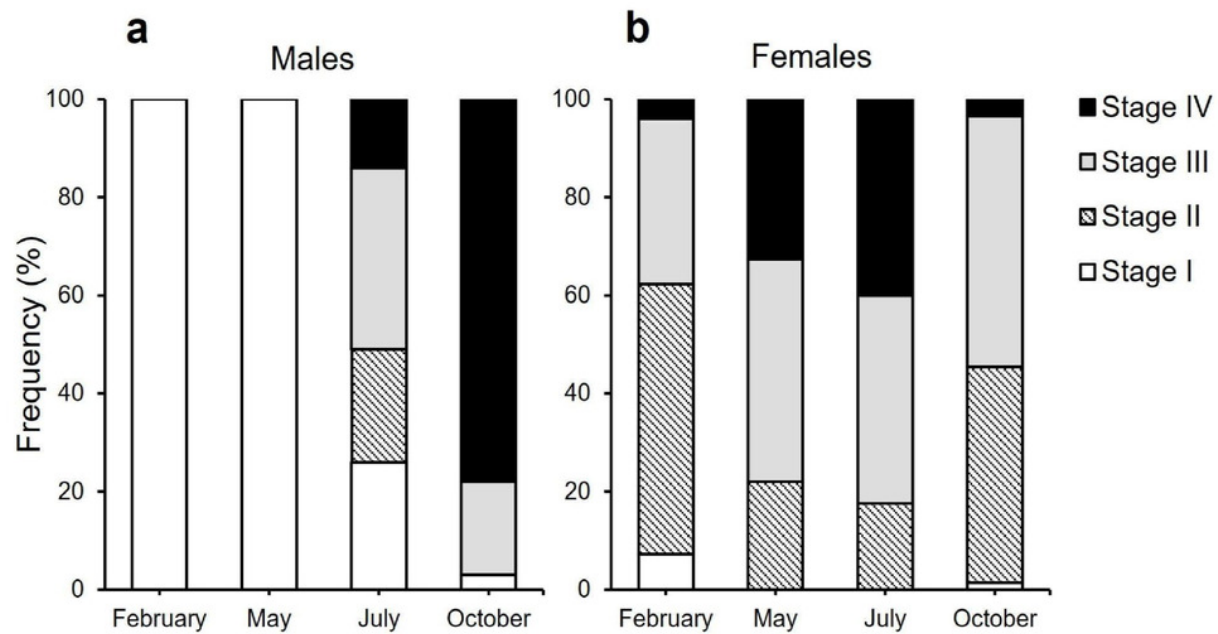 a
Males
b
Females
Frequency (%)
100
80
60
40
20
0
February May July October
100
80
60
40
20
0
February May July October
Stage IV
Stage III
Stage II
Stage I